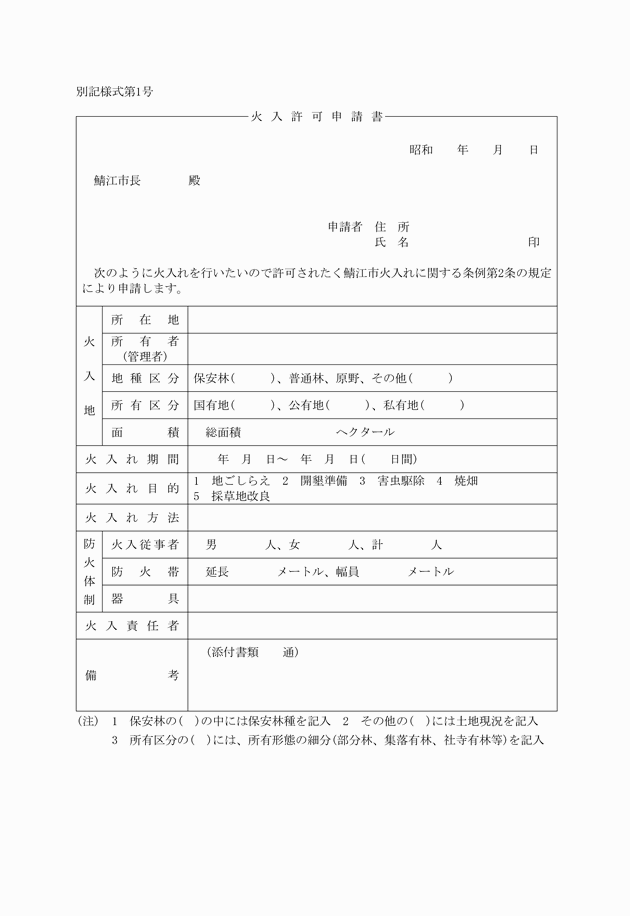 別記様式第1号
火入許可申請書
昭和　　年　　月　　日
鯖江市長　　　　殿
申請者　住　所
氏　名　　　　　　　　　　印
　次のように火入れを行いたいので許可されたく鯖江市火入れに関する条例第2条の規定
により申請します。
火入地
所在地
所有者
(管理者)
地種区分　保安林(　　　)、普通林、原野、その他(　　　)
所有区分　国有地(　　　)、公有地(　　　)、私有地(　　　)
面積　総面積　　　　　　　　ヘクタール
火入れ期間　　年　月　日～　年　月　日(　　日間)
火入れ目的　1　地ごしらえ　2　開墾準備　3　害虫駆除　4　焼畑
5　採草地改良
火入れ方法
防火体制
火入従事者　男　　　　人、女　　　　人、計　　　　人
防火帯　延長　　　　メートル、幅員　　　　メートル
器具
火入責任者
備考　(添付書類　　通)
(注)　1　保安林の(　)の中には保安林種を記入　2　その他の(　)には土地現況を記入
3　所有区分の(　)には、所有形態の細分(部分林、集落有林、社寺有林等)を記入